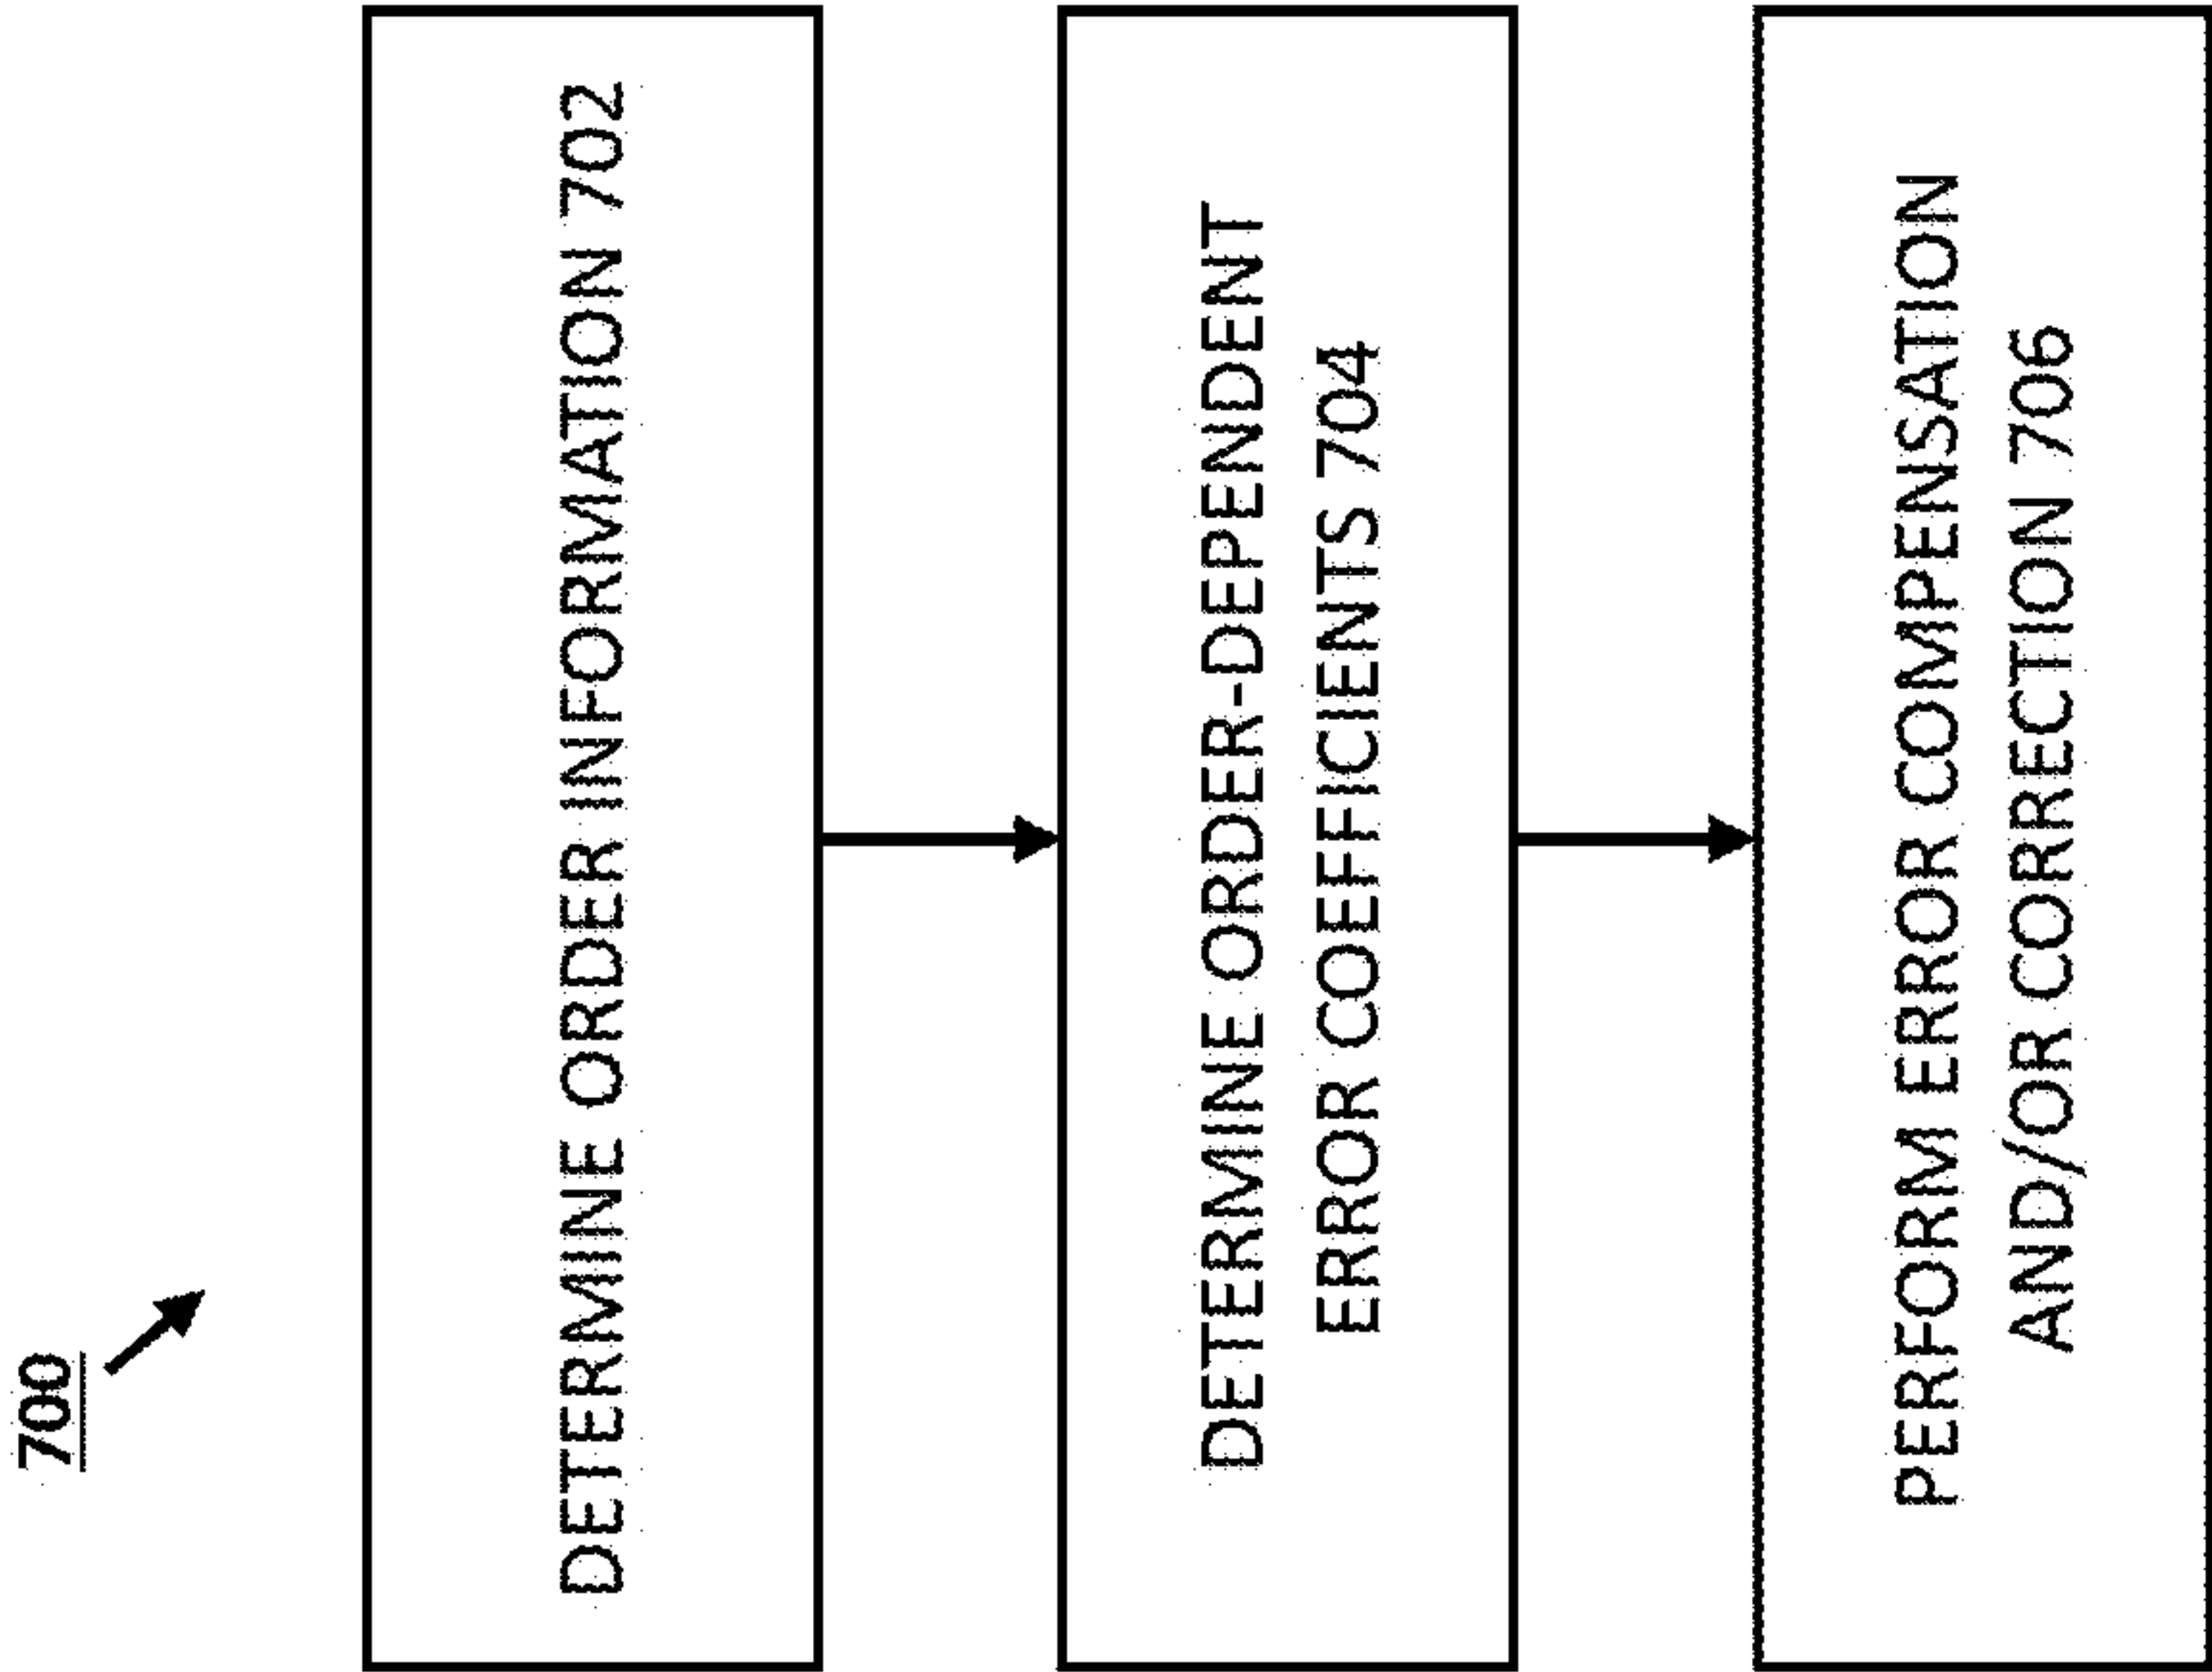 700
DETERMINE ORDER INFORMATION 702
DETERMINE ORDER-DEPENDENT
ERROR COEFFICIENTS 704
PERFORM ERROR COMPENSATION
AND/OR CORRECTION 706